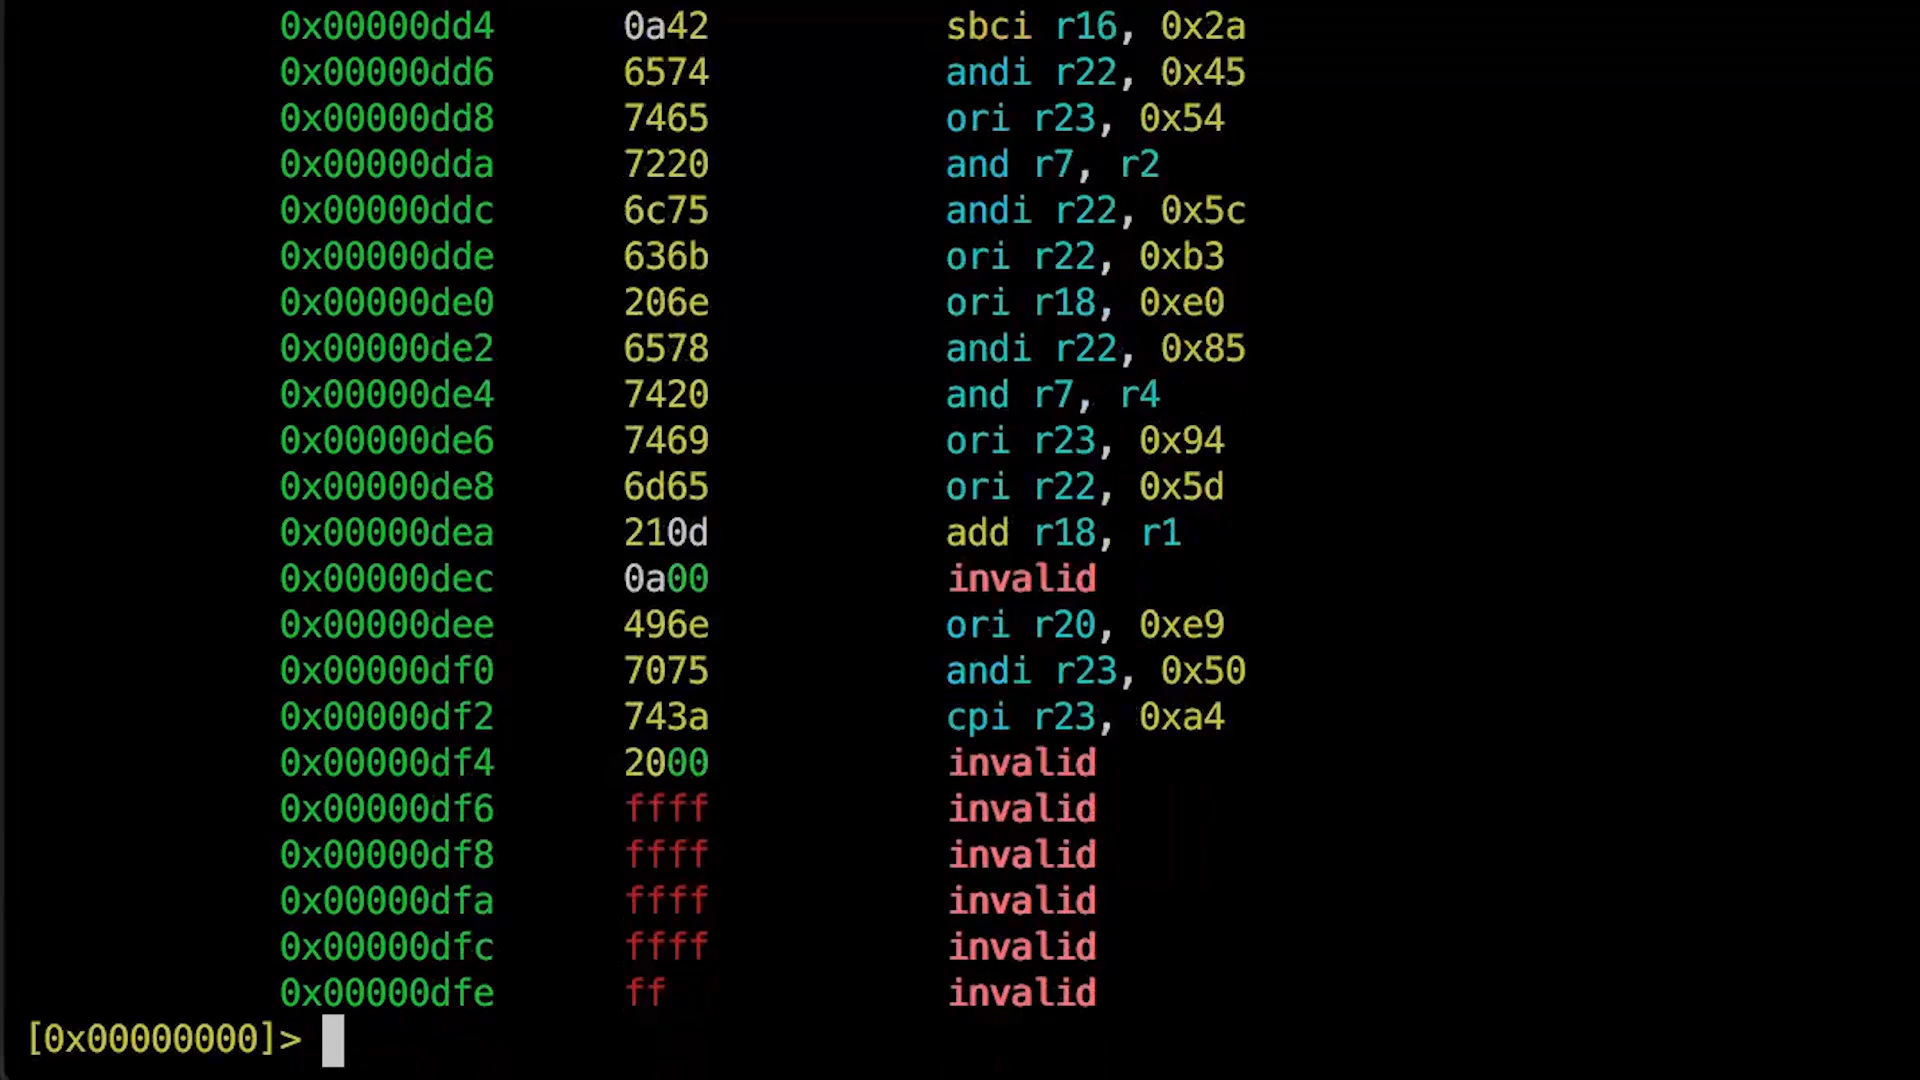 0x00000dd4 0a42 sbci r16, 0x2a
0x00000dd6 6574 andi r22, 0x45
0x00000dd8 7465 ori r23, 0x54
0x00000dda 7220 and r7, r2
0x00000ddc 6c75 andi r22, 0x5c
0x00000dde 636b ori r22, 0xb3
0x00000de0 206e ori r18, 0xe0
0x00000de2 6578 andi r22, 0x85
0x00000de4 7420 and r7, r4
0x00000de6 7469 ori r23, 0x94
0x00000de8 6d65 ori r22, 0x5d
0x00000dea 210d add r18, r1
0x00000dec 0a00 invalid
0x00000dee 496e ori r20, 0xe9
0x00000df0 7075 andi r23, 0x50
0x00000df2 743a cpi r23, 0xa4
0x00000df4 2000 invalid
0x00000df6 ffff invalid
0x00000df8 ffff invalid
0x00000dfa ffff invalid
0x00000dfc ffff invalid
0x00000dfe ff invalid
[0x00000000]>